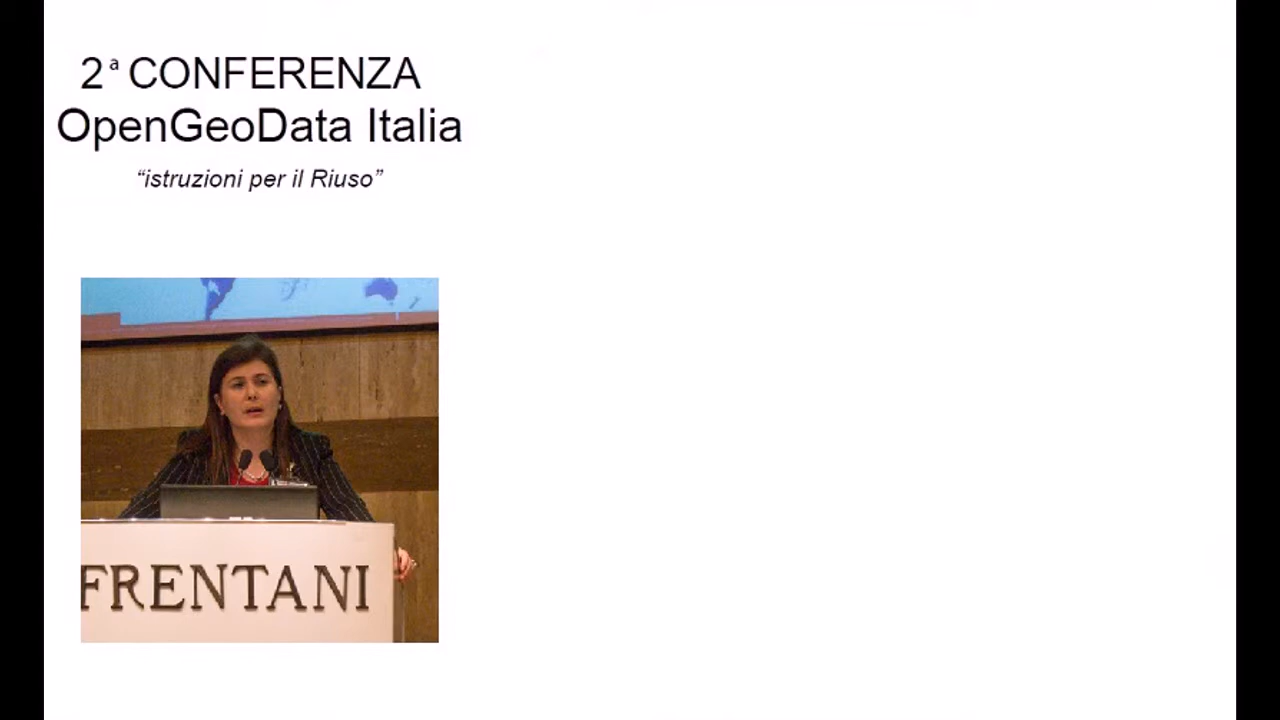 2ª CONFERENZA
OpenGeoData Italia
“istruzioni per il Riuso”
FRENTANI